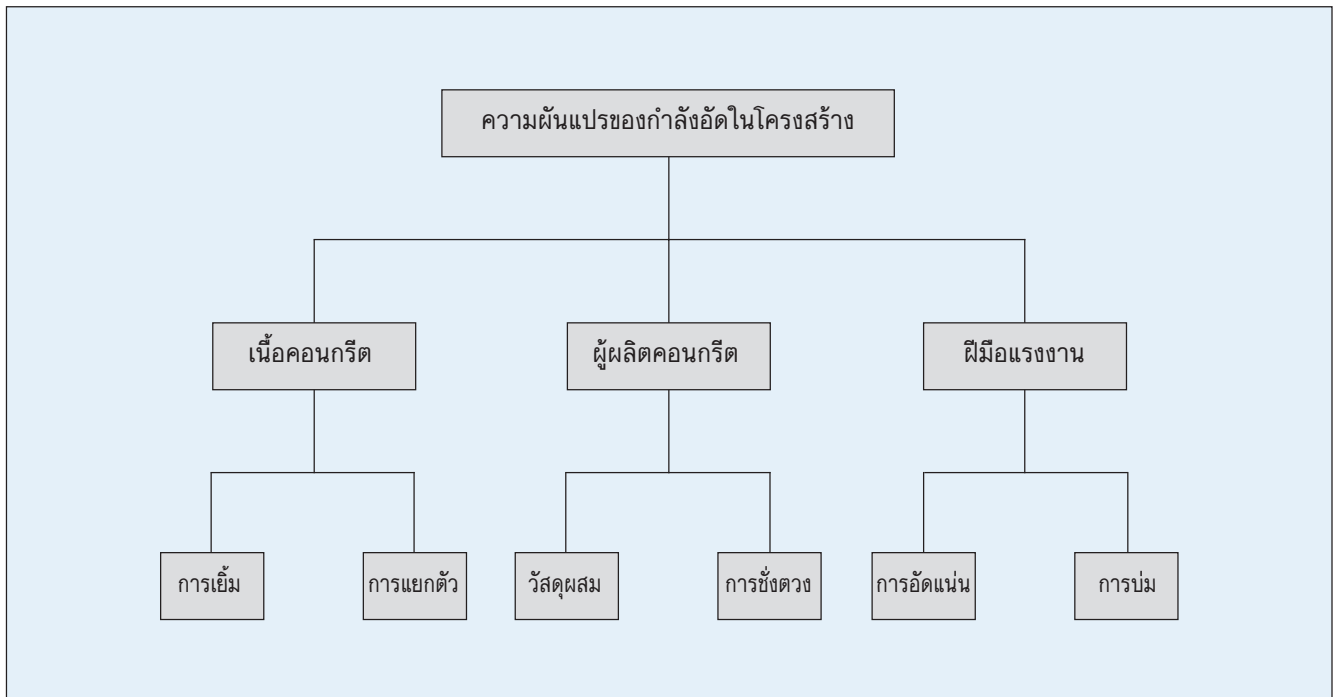 ความผันแปรของกำลังอัดในโครงสร้าง
เนื้อคอนกรีต
ผู้ผลิตคอนกรีต
ฝีมือแรงงาน
การเยิ้ม
การแยกตัว
วัสดุผสม
การชั่งตวง
การอัดแน่น
การบ่ม